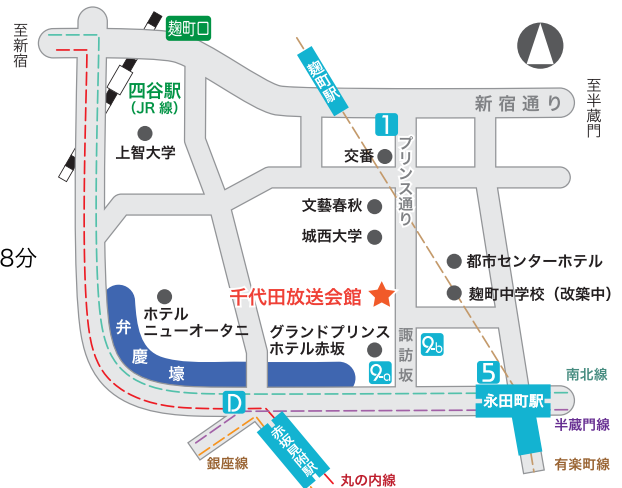 至新宿
麹町口
麹町駅
四谷駅
(JR線)
上智大学
1
新宿通り
至半蔵門
交番
プリンス通り
文藝春秋
城西大学
8分
都市センターホテル
千代田放送会館
麹町中学校（改築中）
ホテル
ニューオータニ
弁慶壕
グランドプリンス
ホテル赤坂
諏訪坂
9-b
9-a
5
南北線
D
永田町駅
半蔵門線
赤坂見附駅
銀座線
有楽町線
丸の内線